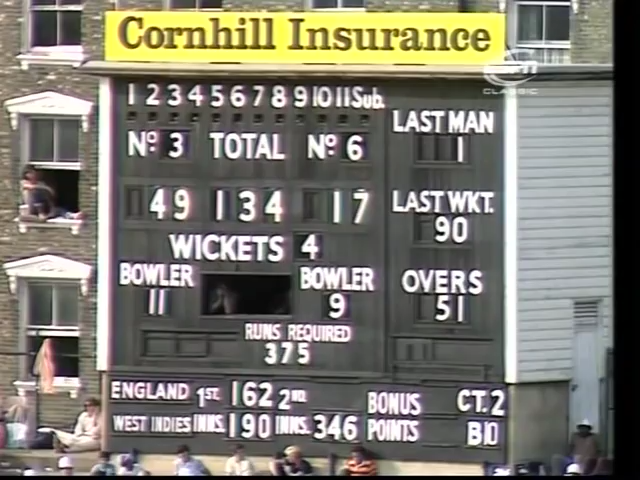 Cornhill Insurance
ESPN
CLASSIC
1 2 3 4 5 6 7 8 9 10 11 Sub.
Nº 3 TOTAL Nº 6
49 134 17
WICKETS 4
BOWLER 11
BOWLER 9
RUNS REQUIRED
375
LAST MAN
1
LAST WKT.
90
OVERS
51
ENGLAND 1ST. 162 2ND. BONUS CT. 2
WEST INDIES INNS. 190 INNS. 346 POINTS B10